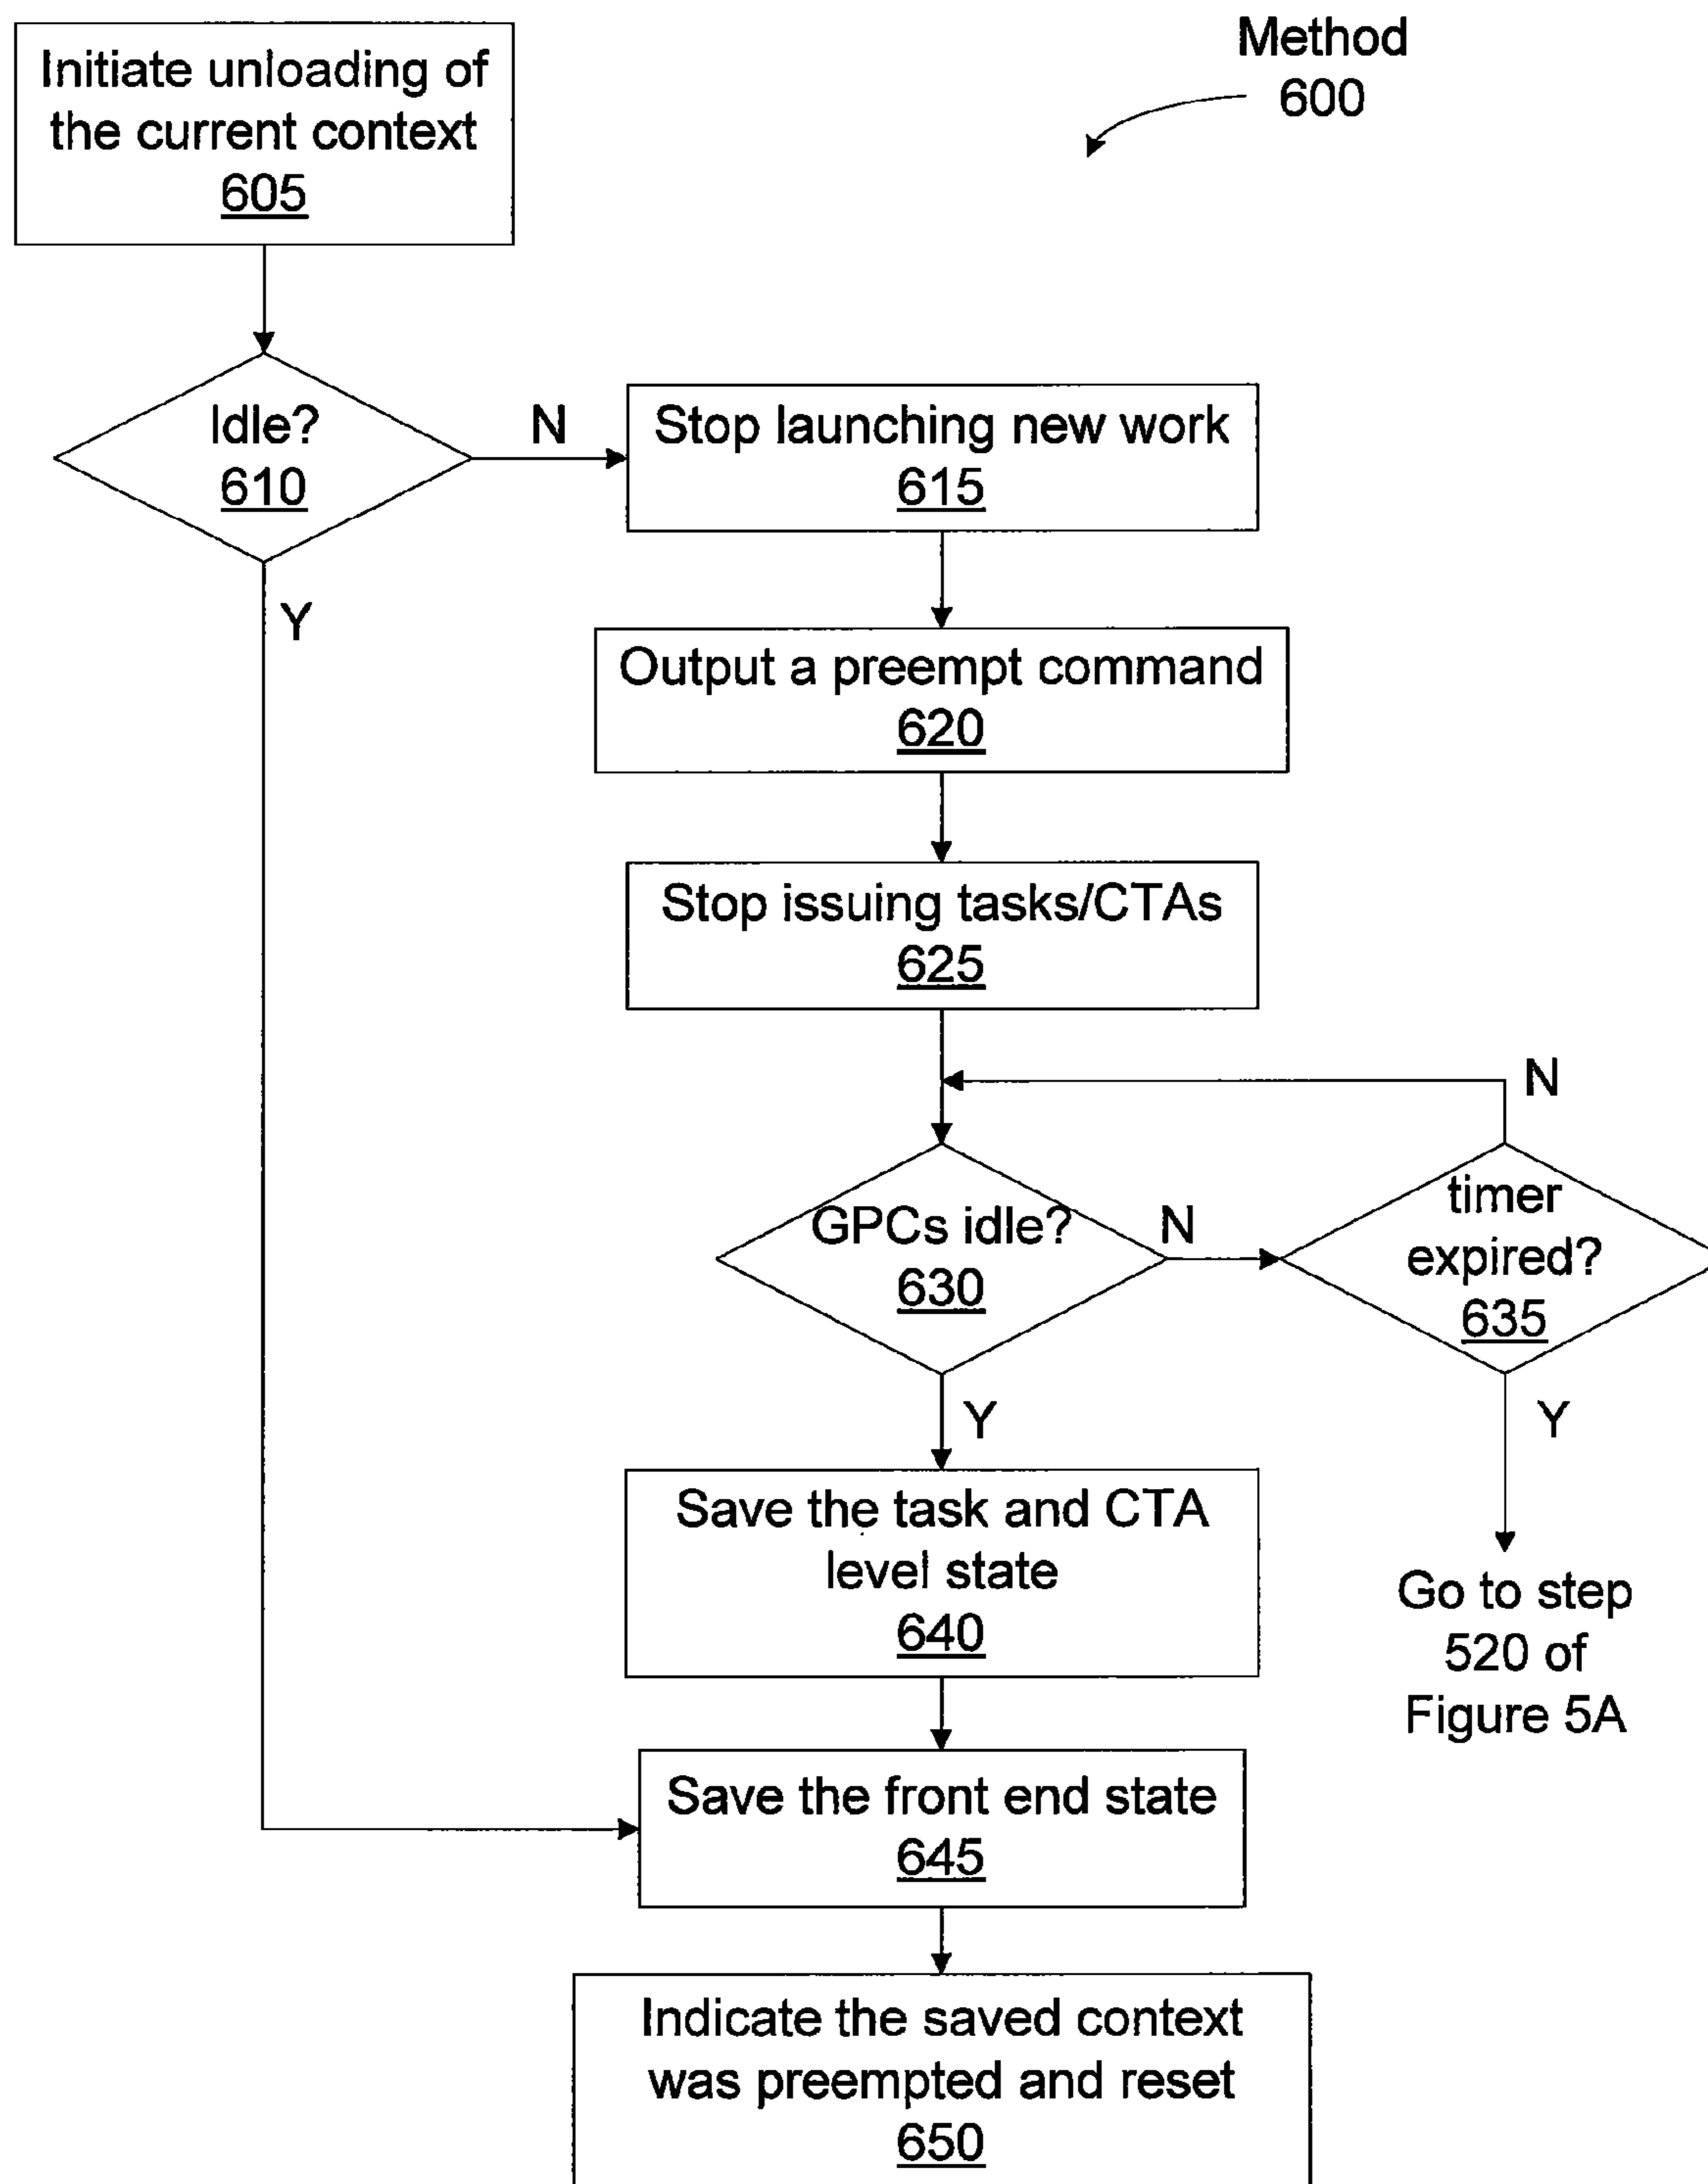 Initiate unloading of
the current context
605
Method
600
Idle?
610
N
Y
Stop launching new work
615
Output a preempt command
620
Stop issuing tasks/CTAs
625
N
GPCs idle?
630
N
timer
expired?
635
Y
Y
Save the task and CTA
level state
640
Go to step
520 of
Figure 5A
Save the front end state
645
Indicate the saved context
was preempted and reset
650